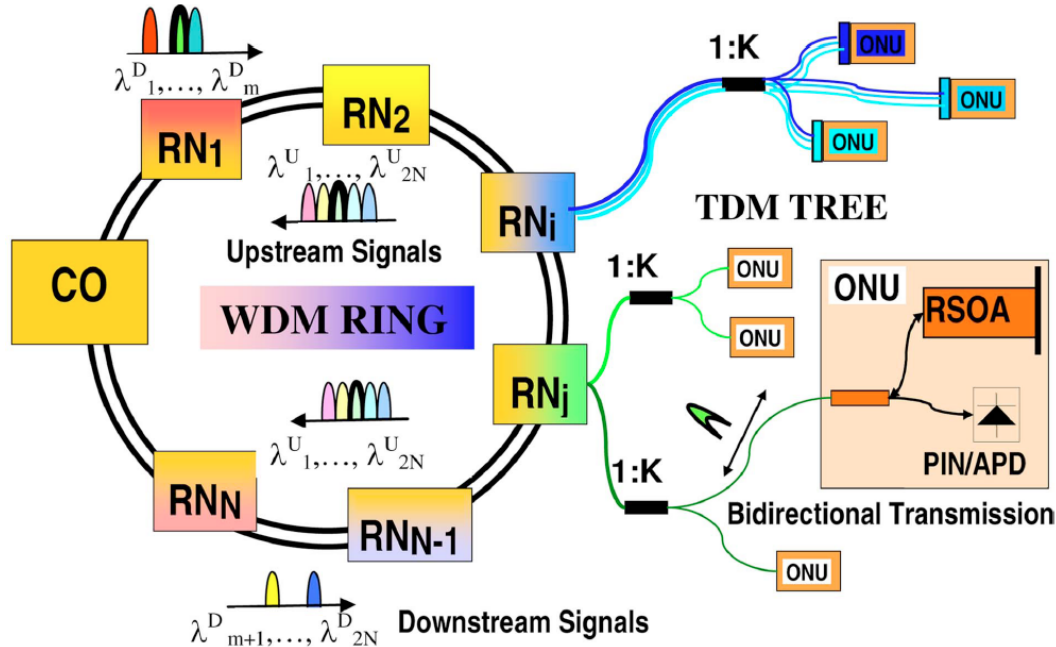 λD1,..., λDm
RN1
RN2
λU1,..., λU2N
Upstream Signals
CO
WDM RING
RNi
RNj
λU1,..., λU2N
RNN
RNN-1
λDm+1,..., λD2N
Downstream Signals
1:K
ONU
ONU
ONU
TDM TREE
1:K
ONU
ONU
1:K
ONU
ONU
RSOA
PIN/APD
Bidirectional Transmission